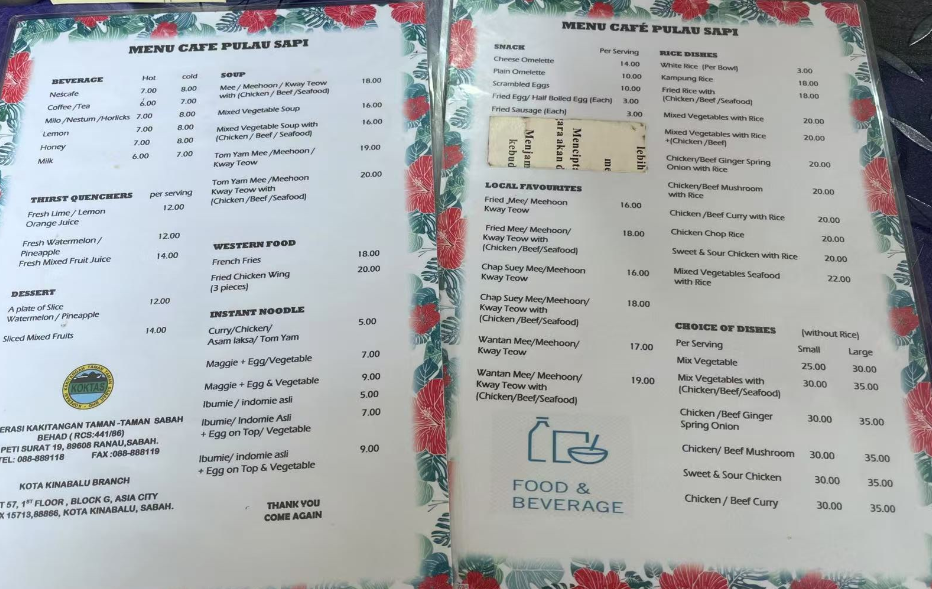 MENU CAFE PULAU SAPI
BEVERAGE Hot cold
Nescafe 7.00 8.00
Coffee /Tea 6.00 7.00
Milo /Nestum /Horlicks 7.00 8.00
Lemon 7.00 8.00
Honey 7.00 8.00
Milk 6.00 7.00
THIRST QUENCHERS per serving
Fresh Lime / Lemon 12.00
Orange Juice
Fresh Watermelon / 12.00
Pineapple
Fresh Mixed Fruit Juice 14.00
DESSERT
A plate of Slice 12.00
Watermelon / Pineapple
Sliced Mixed Fruits 14.00
KOKTAS
ERASI KAKITANGAN TAMAN -TAMAN SABAH
BEHAD ( RCS:441/86)
PETI SURAT 19, 89608 RANAU,SABAH.
TEL: 088-889118 FAX :088-888119
KOTA KINABALU BRANCH
T 57, 1ST FLOOR , BLOCK G, ASIA CITY
X 15713,88866, KOTA KINABALU, SABAH.
SOUP
Mee / Meehoon / Kway Teow 18.00
with (Chicken / Beef /Seafood)
Mixed Vegetable Soup 16.00
Mixed Vegetable Soup with 16.00
(Chicken / Beef / Seafood)
Tom Yam Mee /Meehoon / 19.00
Kway Teow
Tom Yam Mee /Meehoon 20.00
Kway Teow with
(Chicken /Beef /Seafood)
WESTERN FOOD
French Fries 18.00
Fried Chicken Wing 20.00
(3 pieces)
INSTANT NOODLE
Curry/Chicken/ 5.00
Asam laksa/ Tom Yam
Maggie + Egg/Vegetable 7.00
Maggie + Egg & Vegetable 9.00
Ibumie / indomie asli 5.00
Ibumie/ Indomie Asli 7.00
+ Egg on Top/ Vegetable
Ibumie/ indomie asli 9.00
+ Egg on Top & Vegetable
THANK YOU
COME AGAIN
MENU CAFÉ PULAU SAPI
SNACK Per Serving
Cheese Omelette 14.00
Plain Omelette 10.00
Scrambled Eggs 10.00
Fried Egg/ Half Boiled Egg (Each) 3.00
Fried Sausage (Each) 3.00
lebih
me
Mencipt
ara akan d
Menjam
kebud
LOCAL FAVOURITES
Fried Mee/ Meehoon 16.00
Kway Teow
Fried Mee/ Meehoon/ 18.00
Kway Teow with
(Chicken /Beef/Seafood)
Chap Suey Mee/Meehoon 16.00
Kway Teow
Chap Suey Mee/Meehoon/ 18.00
Kway Teow with
(Chicken /Beef/Seafood)
Wantan Mee/Meehoon/ 17.00
Kway Teow
Wantan Mee/ Meehoon/ 19.00
Kway Teow with
(Chicken/Beef/Seafood)
FOOD &
BEVERAGE
RICE DISHES
White Rice (Per Bowl) 3.00
Kampung Rice 18.00
Fried Rice with 18.00
(Chicken /Beef/Seafood)
Mixed Vegetables with Rice 20.00
Mixed Vegetables with Rice 20.00
+(Chicken /Beef)
Chicken/Beef Ginger Spring 20.00
Onion with Rice
Chicken/Beef Mushroom 20.00
with Rice
Chicken /Beef Curry with Rice 20.00
Chicken Chop Rice 20.00
Sweet & Sour Chicken with Rice 20.00
Mixed Vegetables Seafood 22.00
with Rice
CHOICE OF DISHES (without Rice)
Per Serving Small Large
Mix Vegetable 25.00 30.00
Mix Vegetables with 30.00 35.00
(Chicken/Beef/Seafood)
Chicken /Beef Ginger 30.00 35.00
Spring Onion
Chicken/ Beef Mushroom 30.00 35.00
Sweet & Sour Chicken 30.00 35.00
Chicken / Beef Curry 30.00 35.00